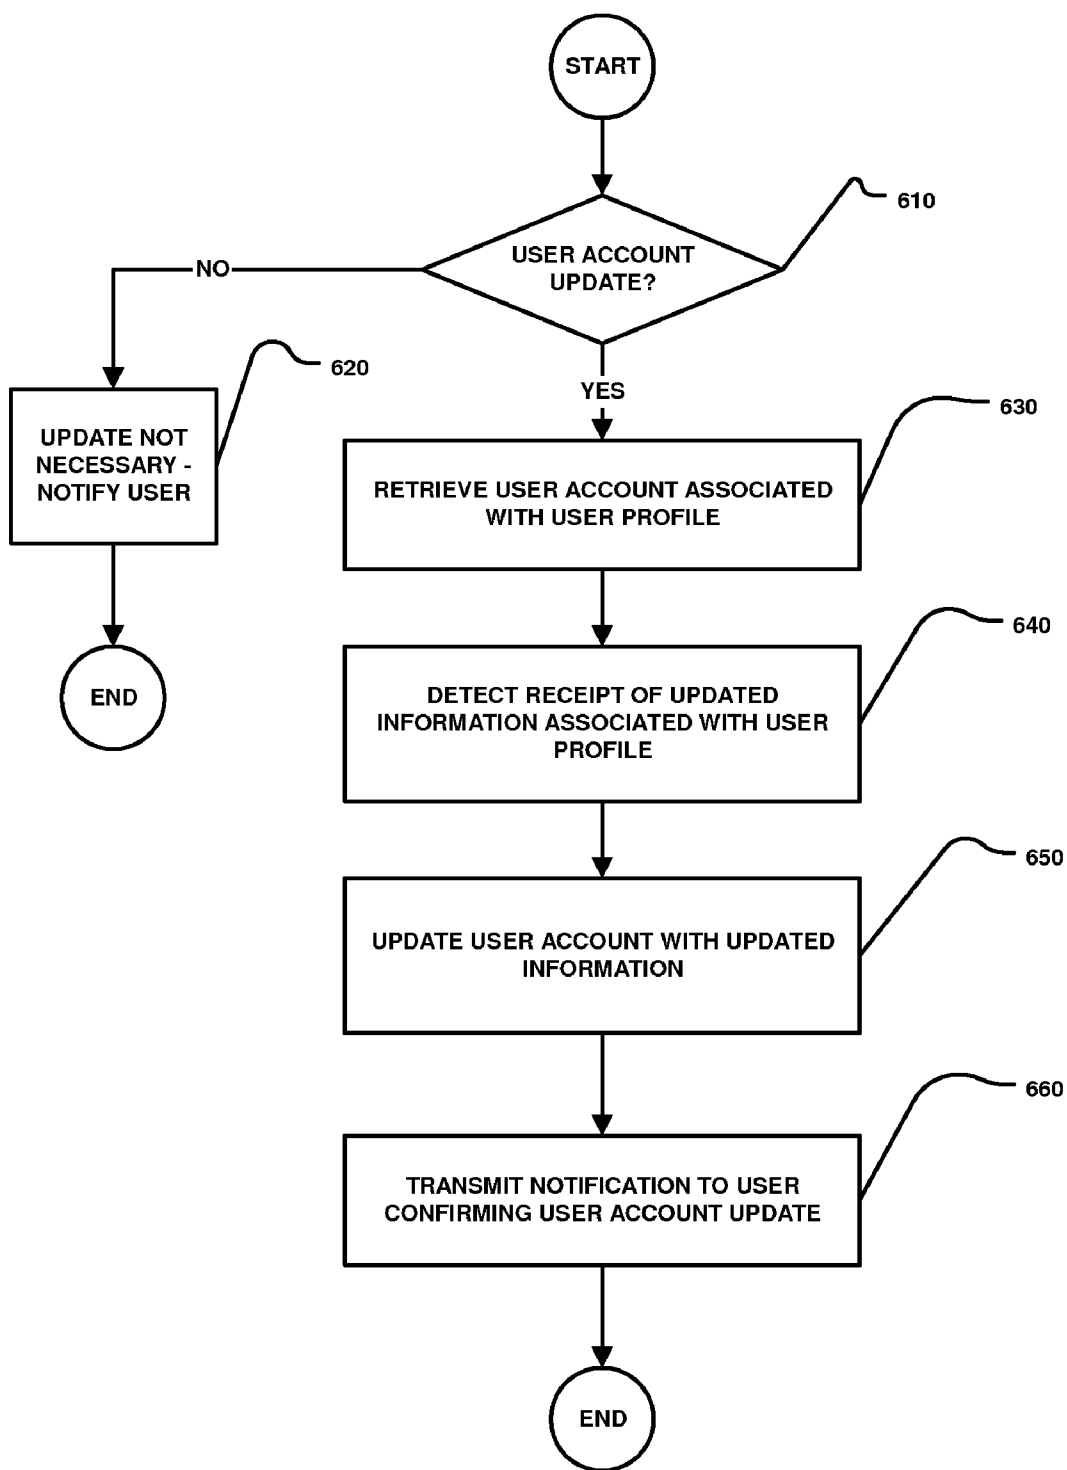 START
610
USER ACCOUNT
UPDATE?
NO
620
YES
630
UPDATE NOT
NECESSARY -
NOTIFY USER
RETRIEVE USER ACCOUNT ASSOCIATED
WITH USER PROFILE
640
END
DETECT RECEIPT OF UPDATED
INFORMATION ASSOCIATED WITH USER
PROFILE
650
UPDATE USER ACCOUNT WITH UPDATED
INFORMATION
660
TRANSMIT NOTIFICATION TO USER
CONFIRMING USER ACCOUNT UPDATE
END